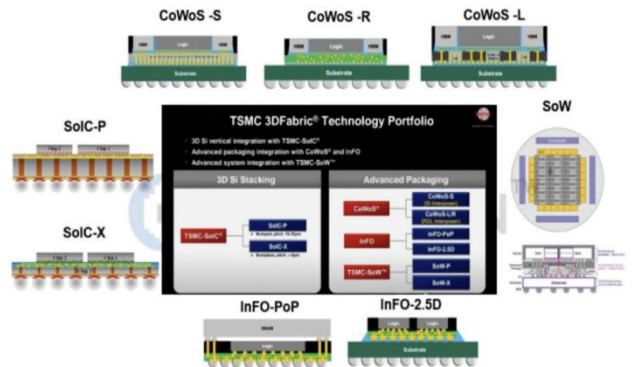 CoWoS -S
CoWoS -R
CoWoS -L
HBM Logic HBM
Logic
HBM Logic HBM
Substrate
Substrate
Substrate
SoIC-P
SoIC-X
TSMC 3DFabric® Technology Portfolio
3D Si vertical integration with TSMC-SoIC®
Advanced packaging integration with CoWoS® and InFO
Advanced system integration with TSMC-SoW™
3D Si Stacking
TSMC-SoIC®
SoIC-P
SoIC-X
Advanced Packaging
CoWoS®
CoWoS-S
(Si Interposer)
CoWoS-L/R
(RDL Interposer)
InFO
InFO-PoP
InFO-2.5D
TSMC-SoW™
SoW-P
SoW-X
SoW
Substrate
InFO-PoP
DRAM
Logic
InFO-2.5D
Logic Logic
Substrate